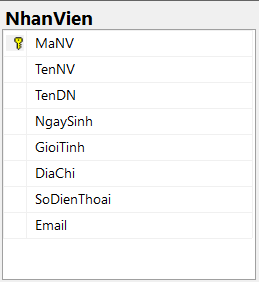 NhanVien
MaNV
TenNV
TenDN
NgaySinh
GioiTinh
DiaChi
SoDienThoai
Email